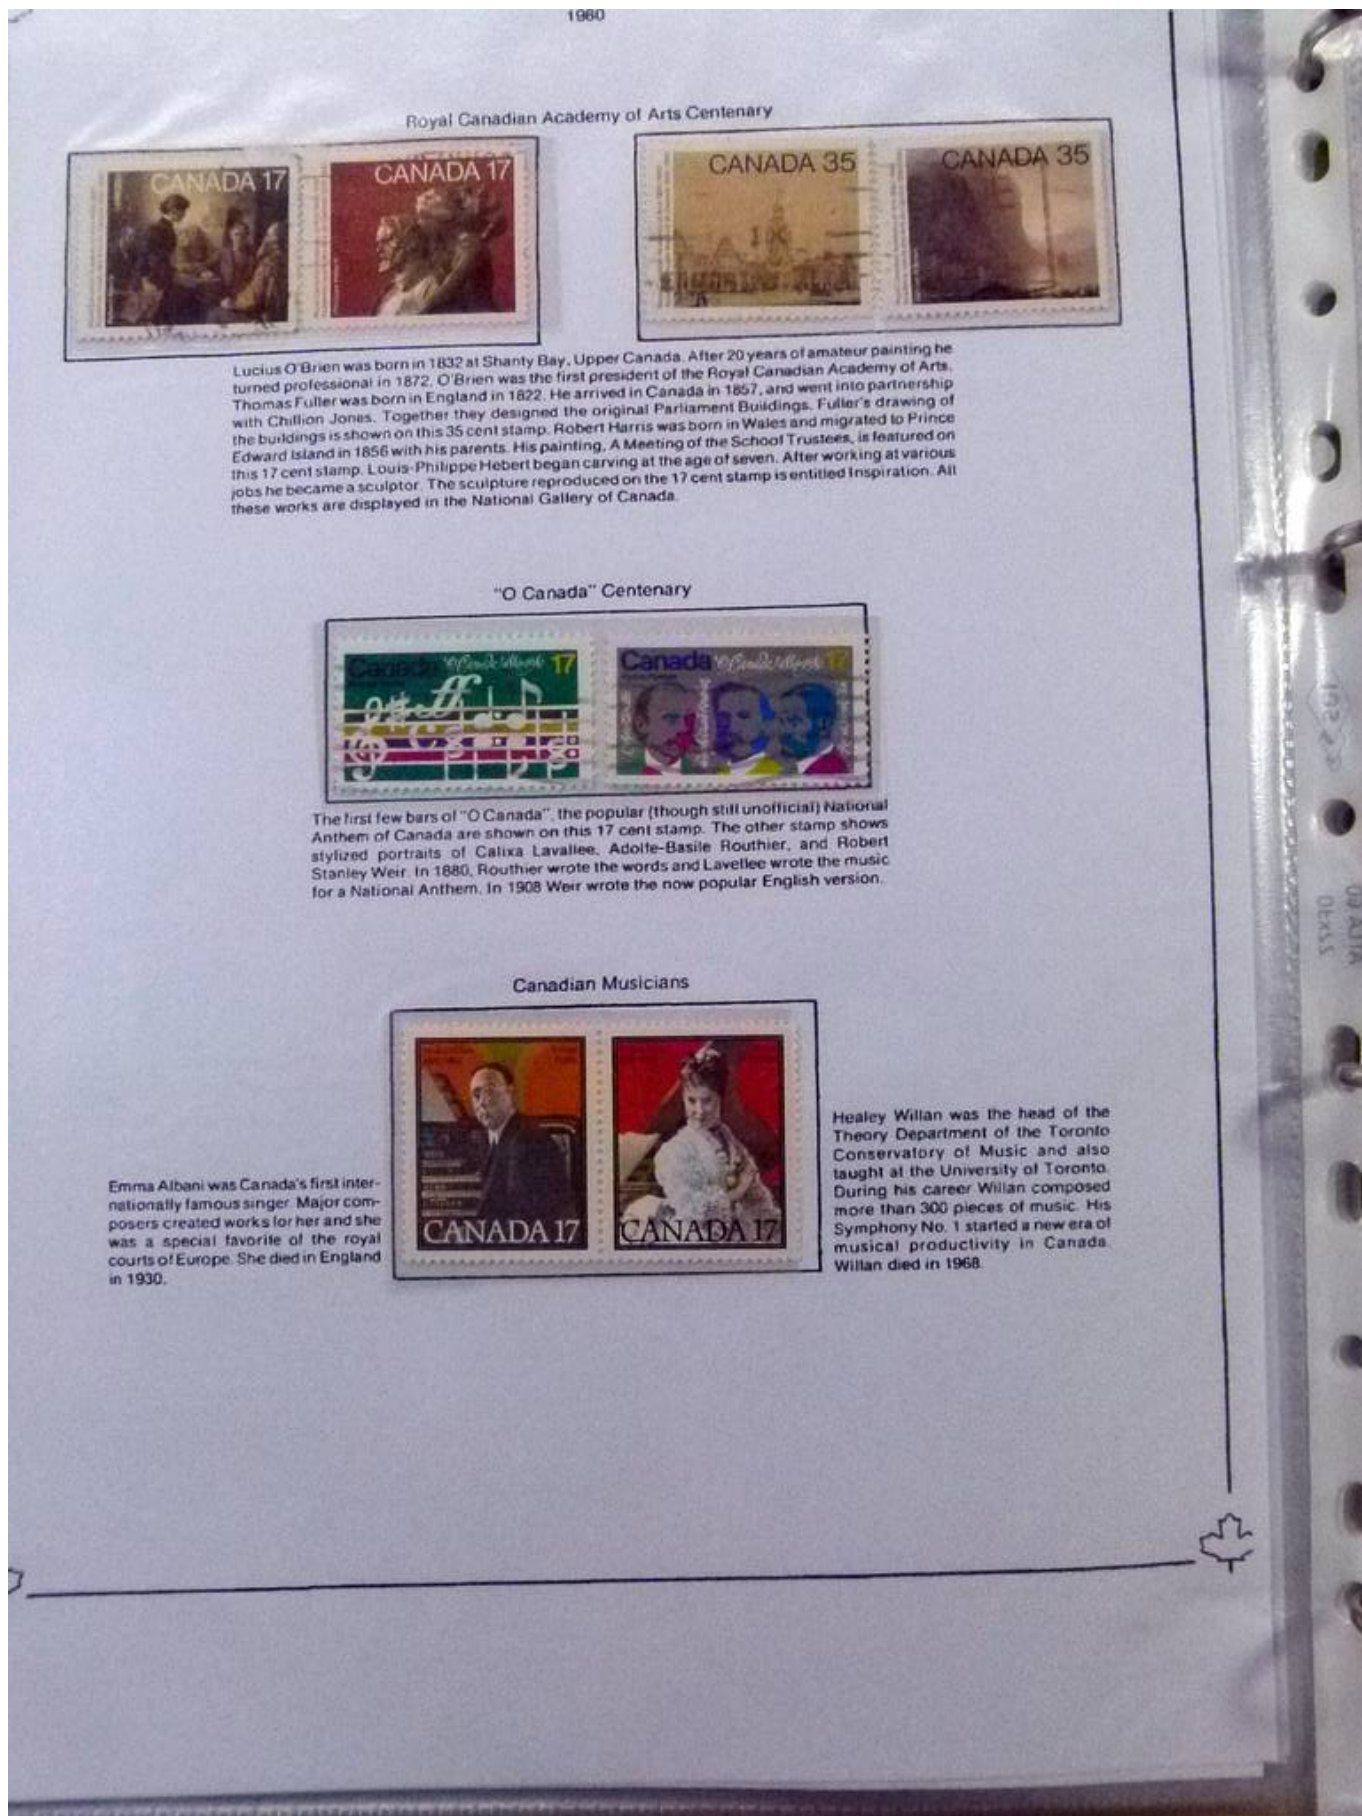 1980
Royal Canadian Academy of Arts Centenary
CANADA 17
CANADA 17
CANADA 35
CANADA 35
Lucius O'Brien was born in 1832 at Shanty Bay, Upper Canada. After 20 years of amateur painting he
turned professional in 1872. O'Brien was the first president of the Royal Canadian Academy of Arts.
Thomas Fuller was born in England in 1822. He arrived in Canada in 1857, and went into partnership
with Chillion Jones. Together they designed the original Parliament Buildings. Fuller's drawing of
the buildings is shown on this 35 cent stamp. Robert Harris was born in Wales and migrated to Prince
Edward Island in 1856 with his parents. His painting, A Meeting of the School Trustees, is featured on
this 17 cent stamp. Louis-Philippe Hebert began carving at the age of seven. After working at various
jobs he became a sculptor. The sculpture reproduced on the 17 cent stamp is entitled Inspiration. All
these works are displayed in the National Gallery of Canada.
"O Canada" Centenary
Canada 17
Canada 17
The first few bars of "O Canada", the popular (though still unofficial) National
Anthem of Canada are shown on this 17 cent stamp. The other stamp shows
stylized portraits of Calixa Lavallee, Adolfe-Basile Routhier, and Robert
Stanley Weir. In 1880, Routhier wrote the words and Lavellee wrote the music
for a National Anthem. In 1908 Weir wrote the now popular English version.
Canadian Musicians
CANADA 17
CANADA 17
Emma Albani was Canada's first inter-
nationally famous singer. Major com-
posers created works for her and she
was a special favorite of the royal
courts of Europe. She died in England
in 1930.
Healey Willan was the head of the
Theory Department of the Toronto
Conservatory of Music and also
taught at the University of Toronto.
During his career Willan composed
more than 300 pieces of music. His
Symphony No. 1 started a new era of
musical productivity in Canada.
Willan died in 1968.